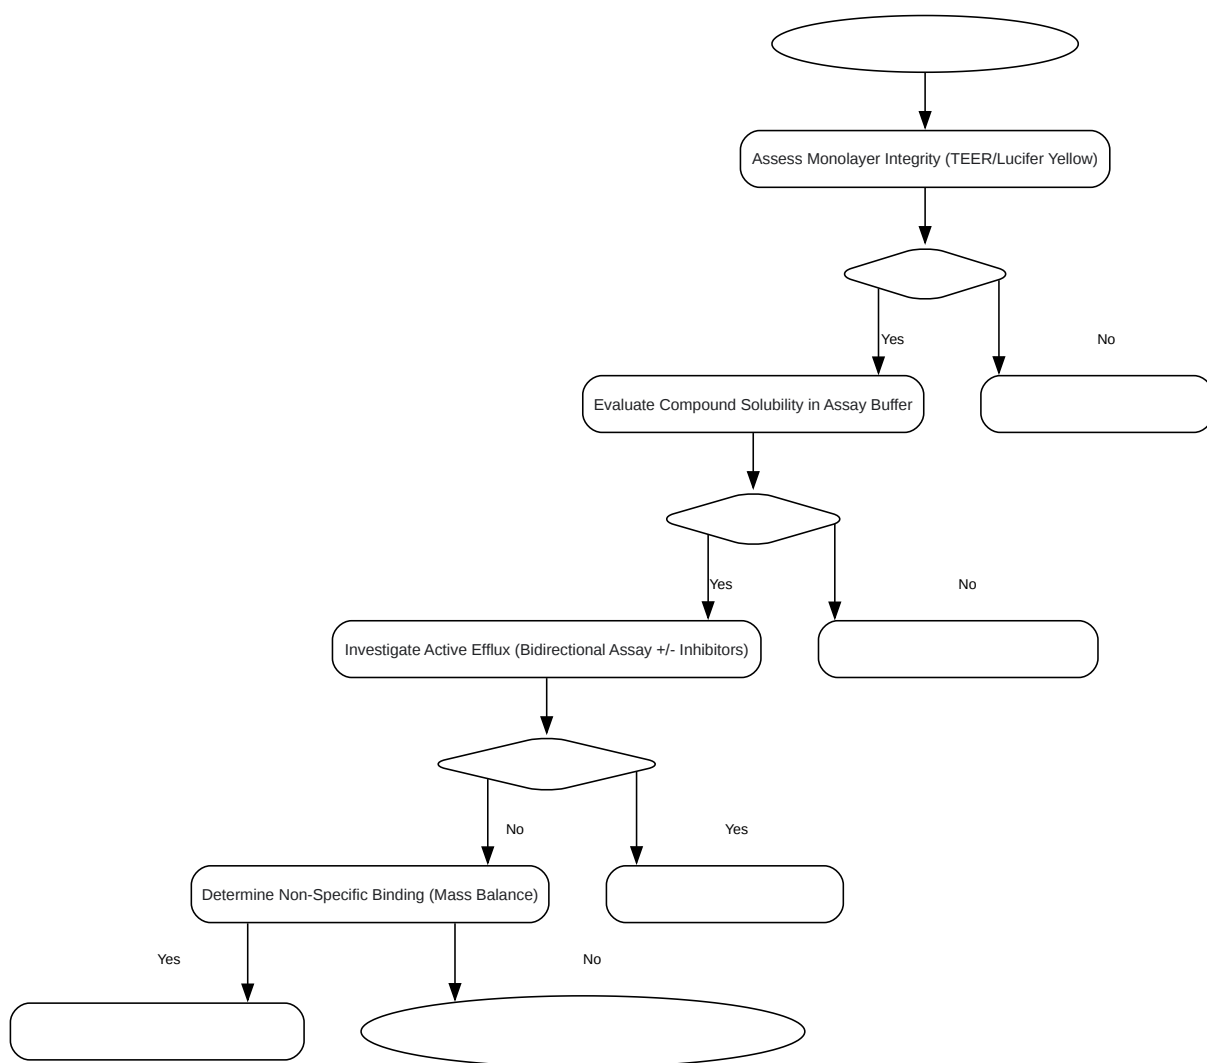 Assess Monolayer Integrity (TEER/Lucifer Yellow)
Yes
No
Evaluate Compound Solubility in Assay Buffer
Yes
No
Investigate Active Efflux (Bidirectional Assay +/- Inhibitors)
No
Yes
Determine Non-Specific Binding (Mass Balance)
Yes
No